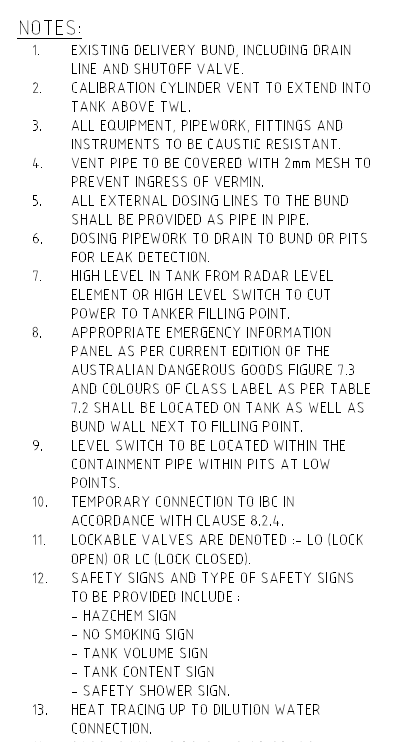 NOTES:
1. EXISTING DELIVERY BUND, INCLUDING DRAIN
LINE AND SHUTOFF VALVE.
2. CALIBRATION CYLINDER VENT TO EXTEND INTO
TANK ABOVE TWL.
3. ALL EQUIPMENT, PIPEWORK, FITTINGS AND
INSTRUMENTS TO BE CAUSTIC RESISTANT.
4. VENT PIPE TO BE COVERED WITH 2mm MESH TO
PREVENT INGRESS OF VERMIN.
5. ALL EXTERNAL DOSING LINES TO THE BUND
SHALL BE PROVIDED AS PIPE IN PIPE.
6. DOSING PIPEWORK TO DRAIN TO BUND OR PITS
FOR LEAK DETECTION.
7. HIGH LEVEL IN TANK FROM RADAR LEVEL
ELEMENT OR HIGH LEVEL SWITCH TO CUT
POWER TO TANKER FILLING POINT.
8. APPROPRIATE EMERGENCY INFORMATION
PANEL AS PER CURRENT EDITION OF THE
AUSTRALIAN DANGEROUS GOODS FIGURE 7.3
AND COLOURS OF CLASS LABEL AS PER TABLE
7.2 SHALL BE LOCATED ON TANK AS WELL AS
BUND WALL NEXT TO FILLING POINT.
9. LEVEL SWITCH TO BE LOCATED WITHIN THE
CONTAINMENT PIPE WITHIN PITS AT LOW
POINTS.
10. TEMPORARY CONNECTION TO IBC IN
ACCORDANCE WITH CLAUSE 8.2.4.
11. LOCKABLE VALVES ARE DENOTED :- LO (LOCK
OPEN) OR LC (LOCK CLOSED).
12. SAFETY SIGNS AND TYPE OF SAFETY SIGNS
TO BE PROVIDED INCLUDE :
- HAZCHEM SIGN
- NO SMOKING SIGN
- TANK VOLUME SIGN
- TANK CONTENT SIGN
- SAFETY SHOWER SIGN.
13. HEAT TRACING UP TO DILUTION WATER
CONNECTION.